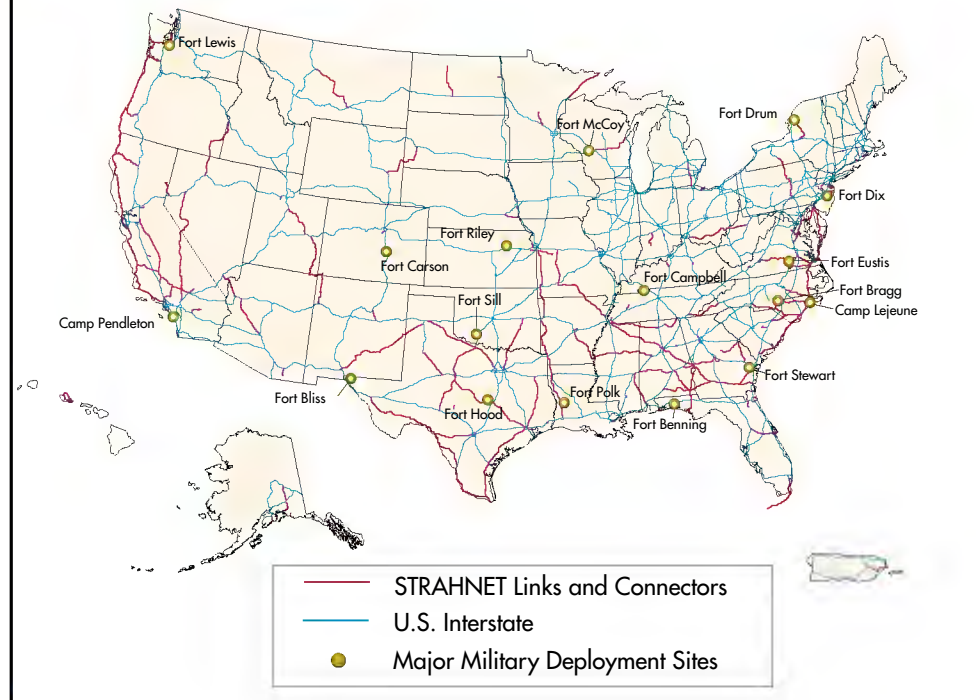 Fort Lewis
Fort Drum
Fort McCoy
Fort Dix
Fort Riley
Fort Carson
Fort Eustis
Fort Campbell
Fort Bragg
Fort Sill
Camp Lejeune
Camp Pendleton
Fort Stewart
Fort Bliss
Fort Polk
Fort Hood
Fort Benning
STRAHNET Links and Connectors
U.S. Interstate
Major Military Deployment Sites